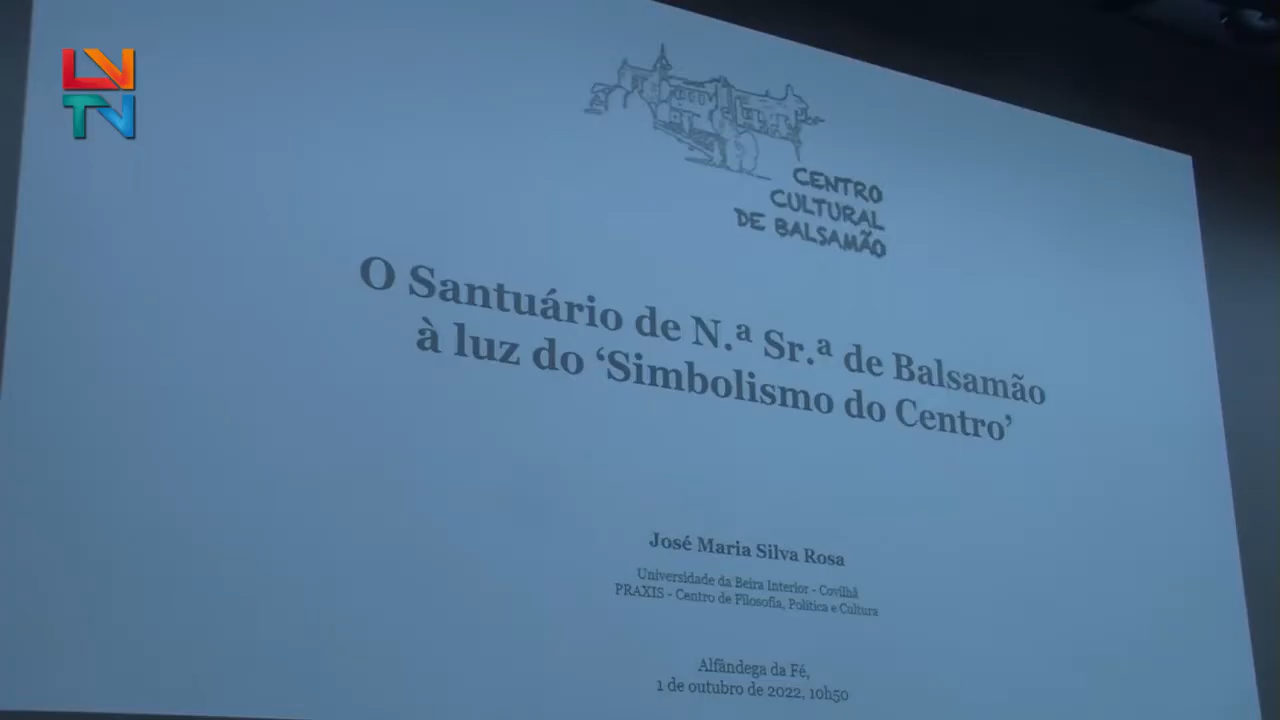 LV
TV
CENTRO
CULTURAL
DE BALSAMÃO
O Santuário de N.ª Sr.ª de Balsamão
à luz do ‘Simbolismo do Centro’
José Maria Silva Rosa
Universidade da Beira Interior - Covilhã
PRAXIS - Centro de Filosofia, Política e Cultura
Alfândega da Fé,
1 de outubro de 2022, 10h50